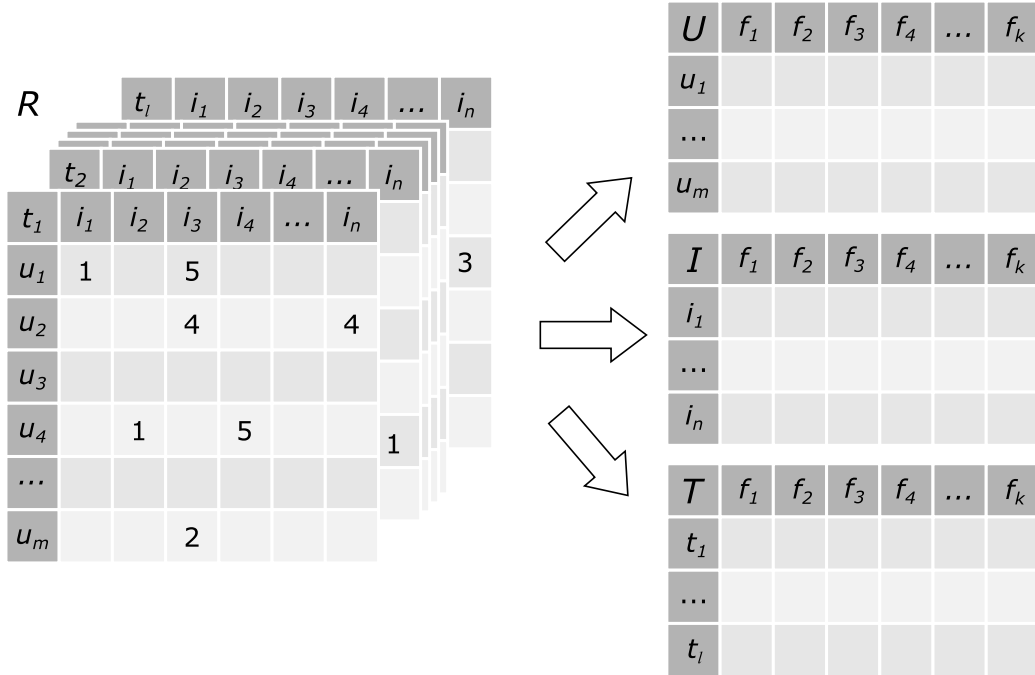 R
t_l i_1 i_2 i_3 i_4 ... i_n
t_2 i_1 i_2 i_3 i_4 ... i_n
t_1 i_1 i_2 i_3 i_4 ... i_n
u_1 1 5
3
u_2 4 4
u_3
u_4 1 5
1
...
u_m 2
U f_1 f_2 f_3 f_4 ... f_k
u_1
...
u_m
I f_1 f_2 f_3 f_4 ... f_k
i_1
...
i_n
T f_1 f_2 f_3 f_4 ... f_k
t_1
...
t_l